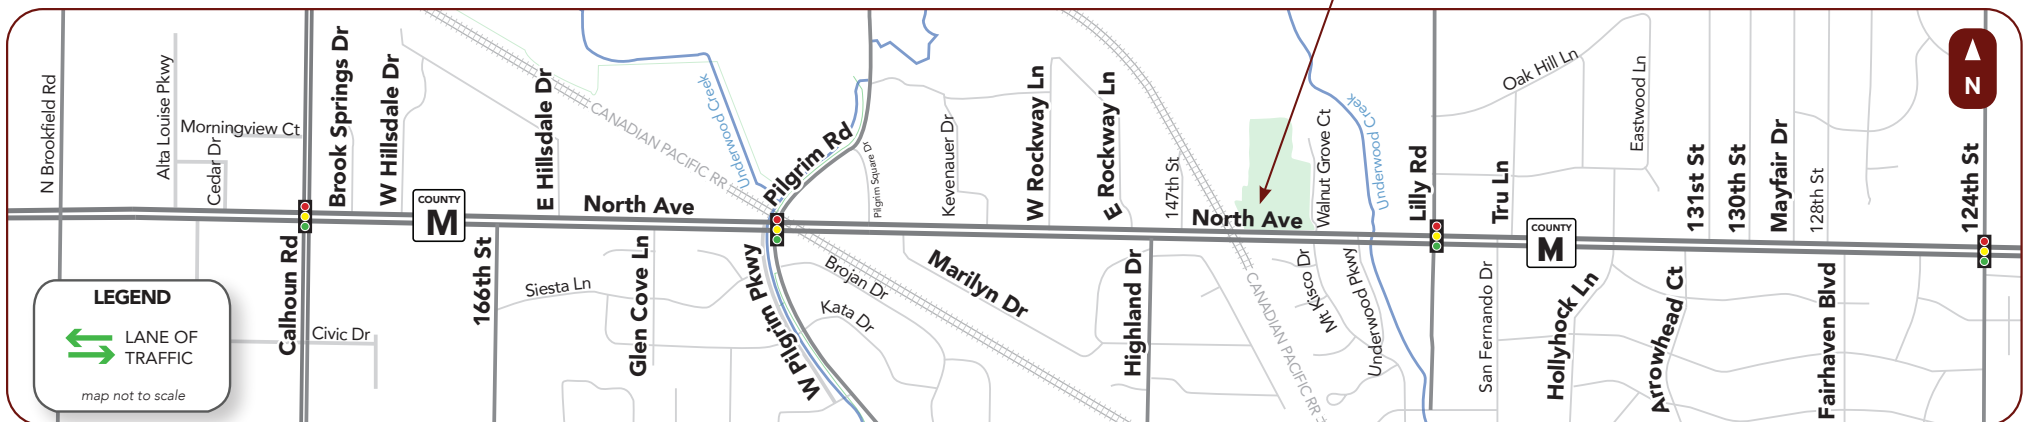 N Brookfield Rd
Alta Louise Pkwy
Morningview Ct
Cedar Dr
Calhoun Rd
Brook Springs Dr
W Hillsdale Dr
COUNTY
M
166th St
E Hillsdale Dr
CANADIAN PACIFIC RR
North Ave
Siesta Ln
Glen Cove Ln
Underwood Creek
Pilgrim Rd
W Pilgrim Pkwy
Pilgrim Square Dr
Brojan Dr
Kata Dr
Kevenauer Dr
Marilyn Dr
W Rockway Ln
E Rockway Ln
Highland Dr
147th St
North Ave
CANADIAN PACIFIC RR
Walnut Grove Ct
Mt Kisco Dr
Underwood Pkwy
Underwood Creek
Lilly Rd
Oak Hill Ln
Tru Ln
San Fernando Dr
COUNTY
M
Hollyhock Ln
Eastwood Ln
Arrowhead Ct
131st St
130th St
Mayfair Dr
128th St
Fairhaven Blvd
124th St
N
LEGEND
LANE OF
TRAFFIC
map not to scale
Civic Dr